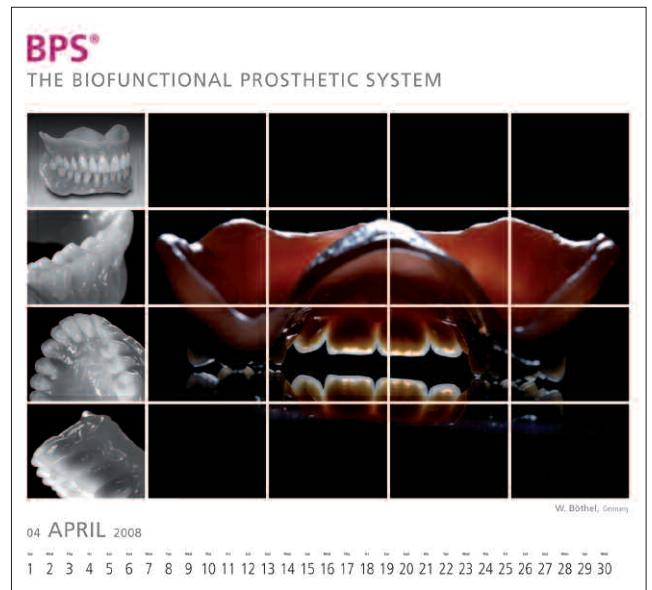 BPS®
THE BIOFUNCTIONAL PROSTHETIC SYSTEM
W. Böthel, Germany
04 APRIL 2008
1 2 3 4 5 6 7 8 9 10 11 12 13 14 15 16 17 18 19 20 21 22 23 24 25 26 27 28 29 30